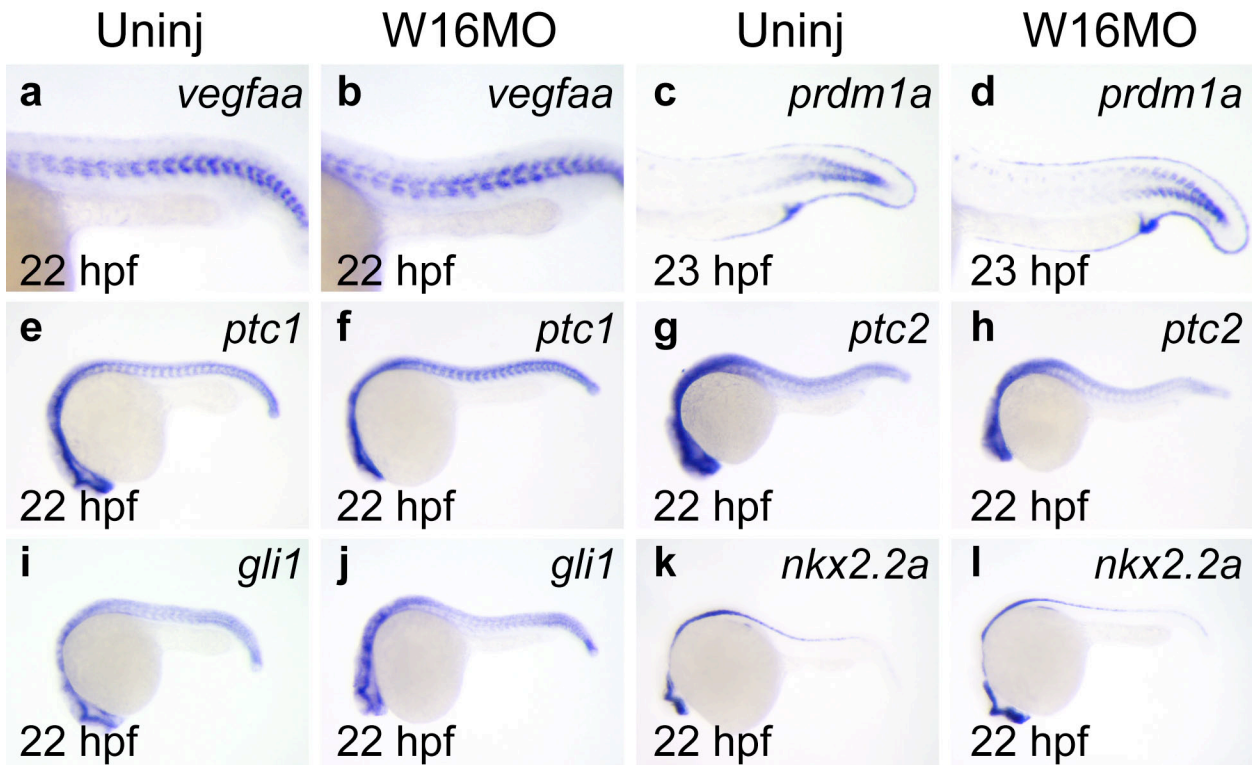 Uninj W16MO Uninj W16MO
a vegfaa b vegfaa c prdm1a d prdm1a
22 hpf 22 hpf 23 hpf 23 hpf
e ptc1 f ptc1 g ptc2 h ptc2
22 hpf 22 hpf 22 hpf 22 hpf
i gli1 j gli1 k nkx2.2a l nkx2.2a
22 hpf 22 hpf 22 hpf 22 hpf